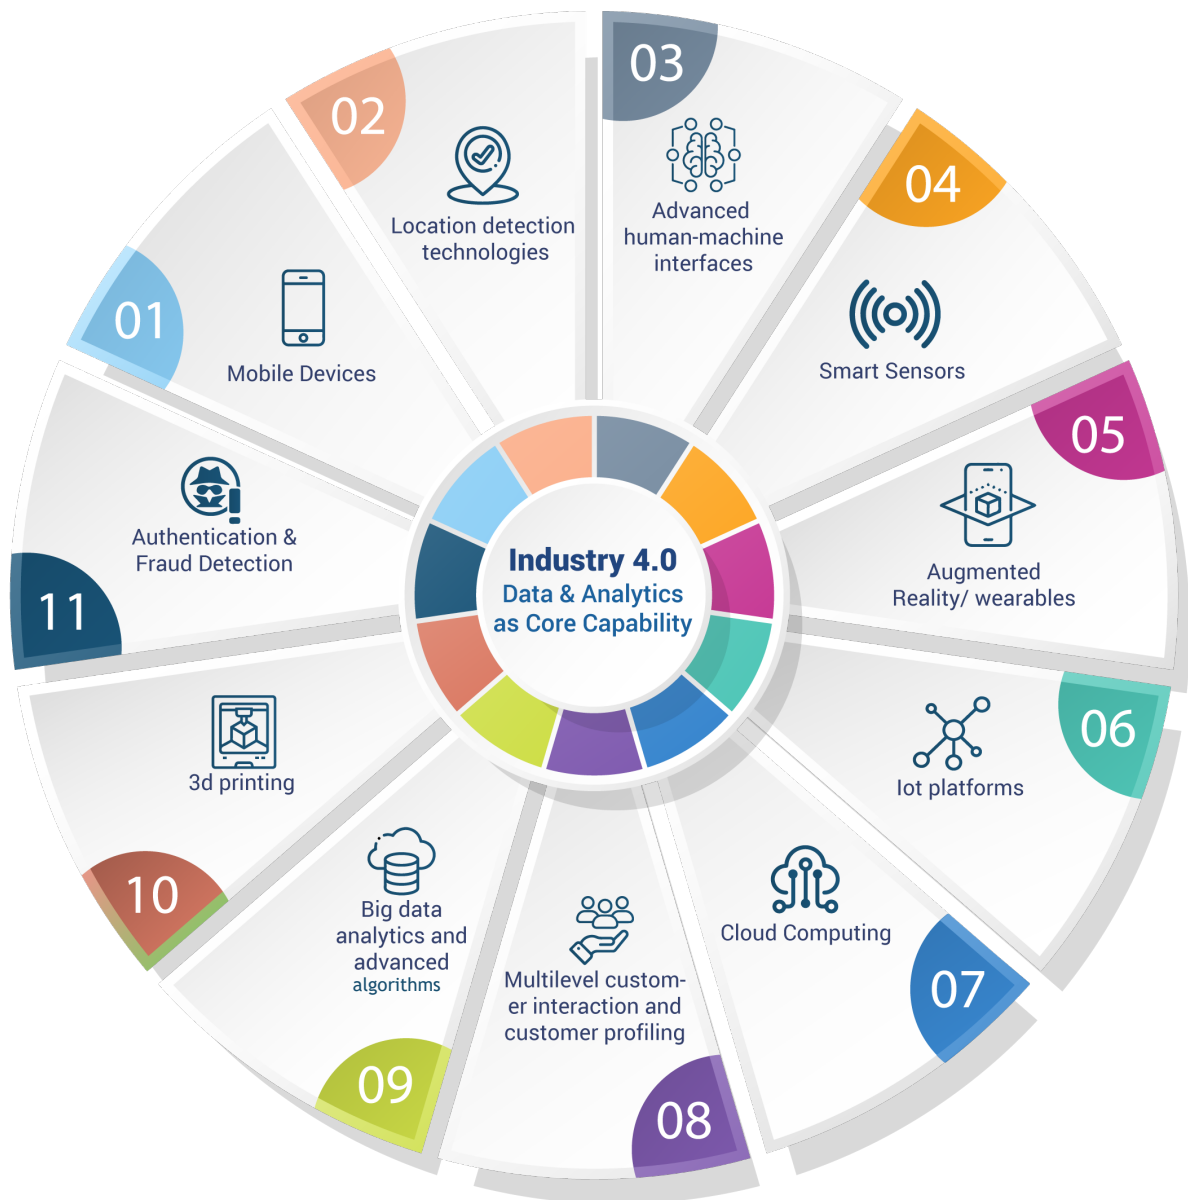 Industry 4.0
Data & Analytics
as Core Capability
01
Mobile Devices
02
Location detection
technologies
03
Advanced
human-machine
interfaces
04
Smart Sensors
05
Augmented
Reality/ wearables
06
Iot platforms
07
Cloud Computing
08
Multilevel custom-
er interaction and
customer profiling
09
Big data
analytics and
advanced
algorithms
10
3d printing
11
Authentication &
Fraud Detection